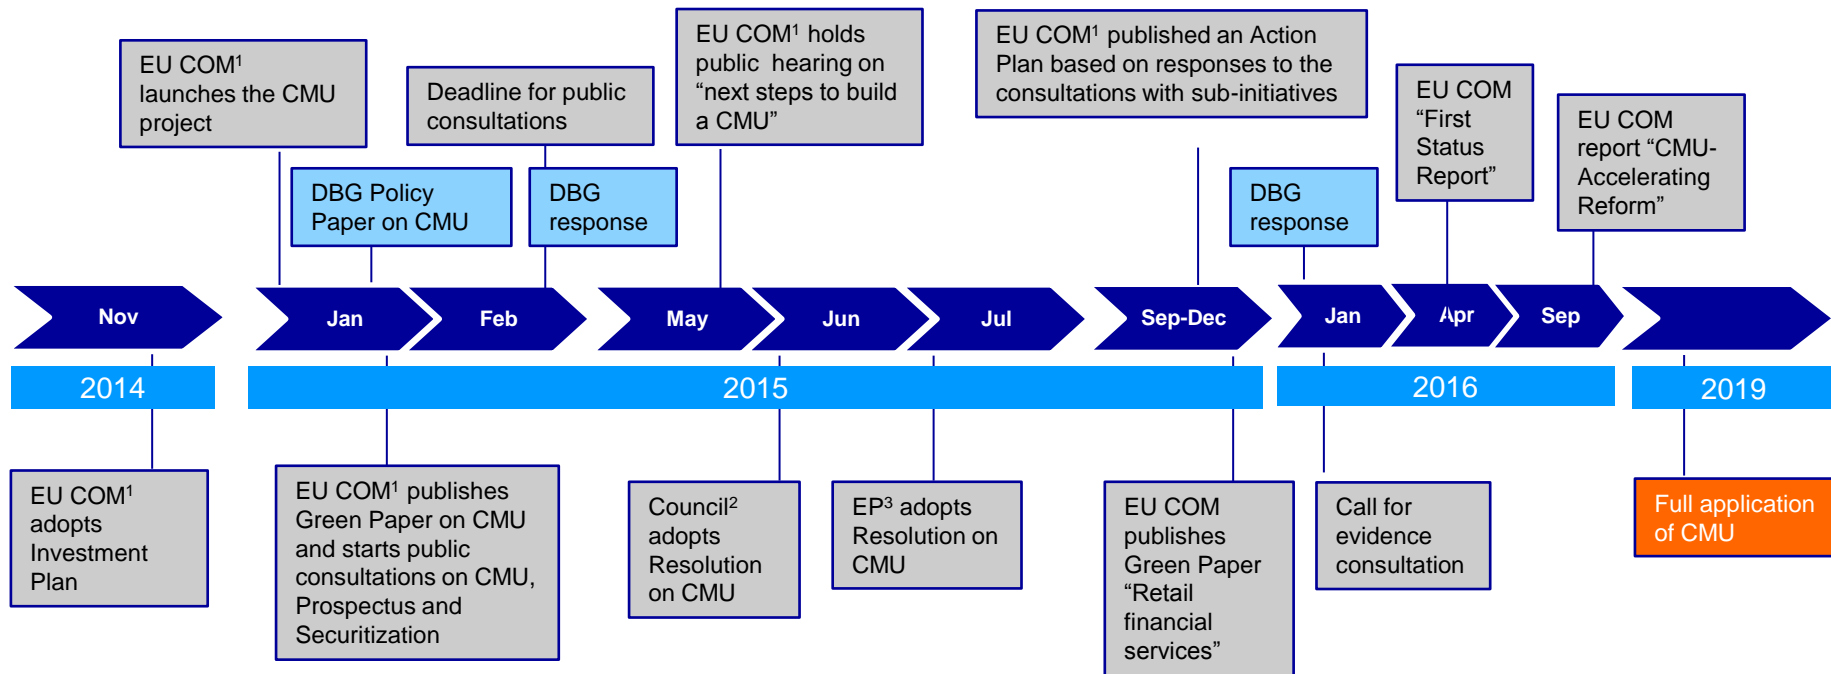 EU COM¹
launches the CMU
project
Deadline for public
consultations
EU COM¹ holds
public hearing on
“next steps to build
a CMU”
EU COM¹ published an Action
Plan based on responses to the
consultations with sub-initiatives
EU COM
“First
Status
Report”
EU COM
report “CMU-
Accelerating
Reform”
DBG Policy
Paper on CMU
DBG
response
DBG
response
Nov
Jan
Feb
May
Jun
Jul
Sep-Dec
Jan
Apr
Sep
2014
2015
2016
2019
EU COM¹
adopts
Investment
Plan
EU COM¹ publishes
Green Paper on CMU
and starts public
consultations on CMU,
Prospectus and
Securitization
Council²
adopts
Resolution
on CMU
EP³ adopts
Resolution on
CMU
EU COM
publishes
Green Paper
“Retail
financial
services”
Call for
evidence
consultation
Full application
of CMU